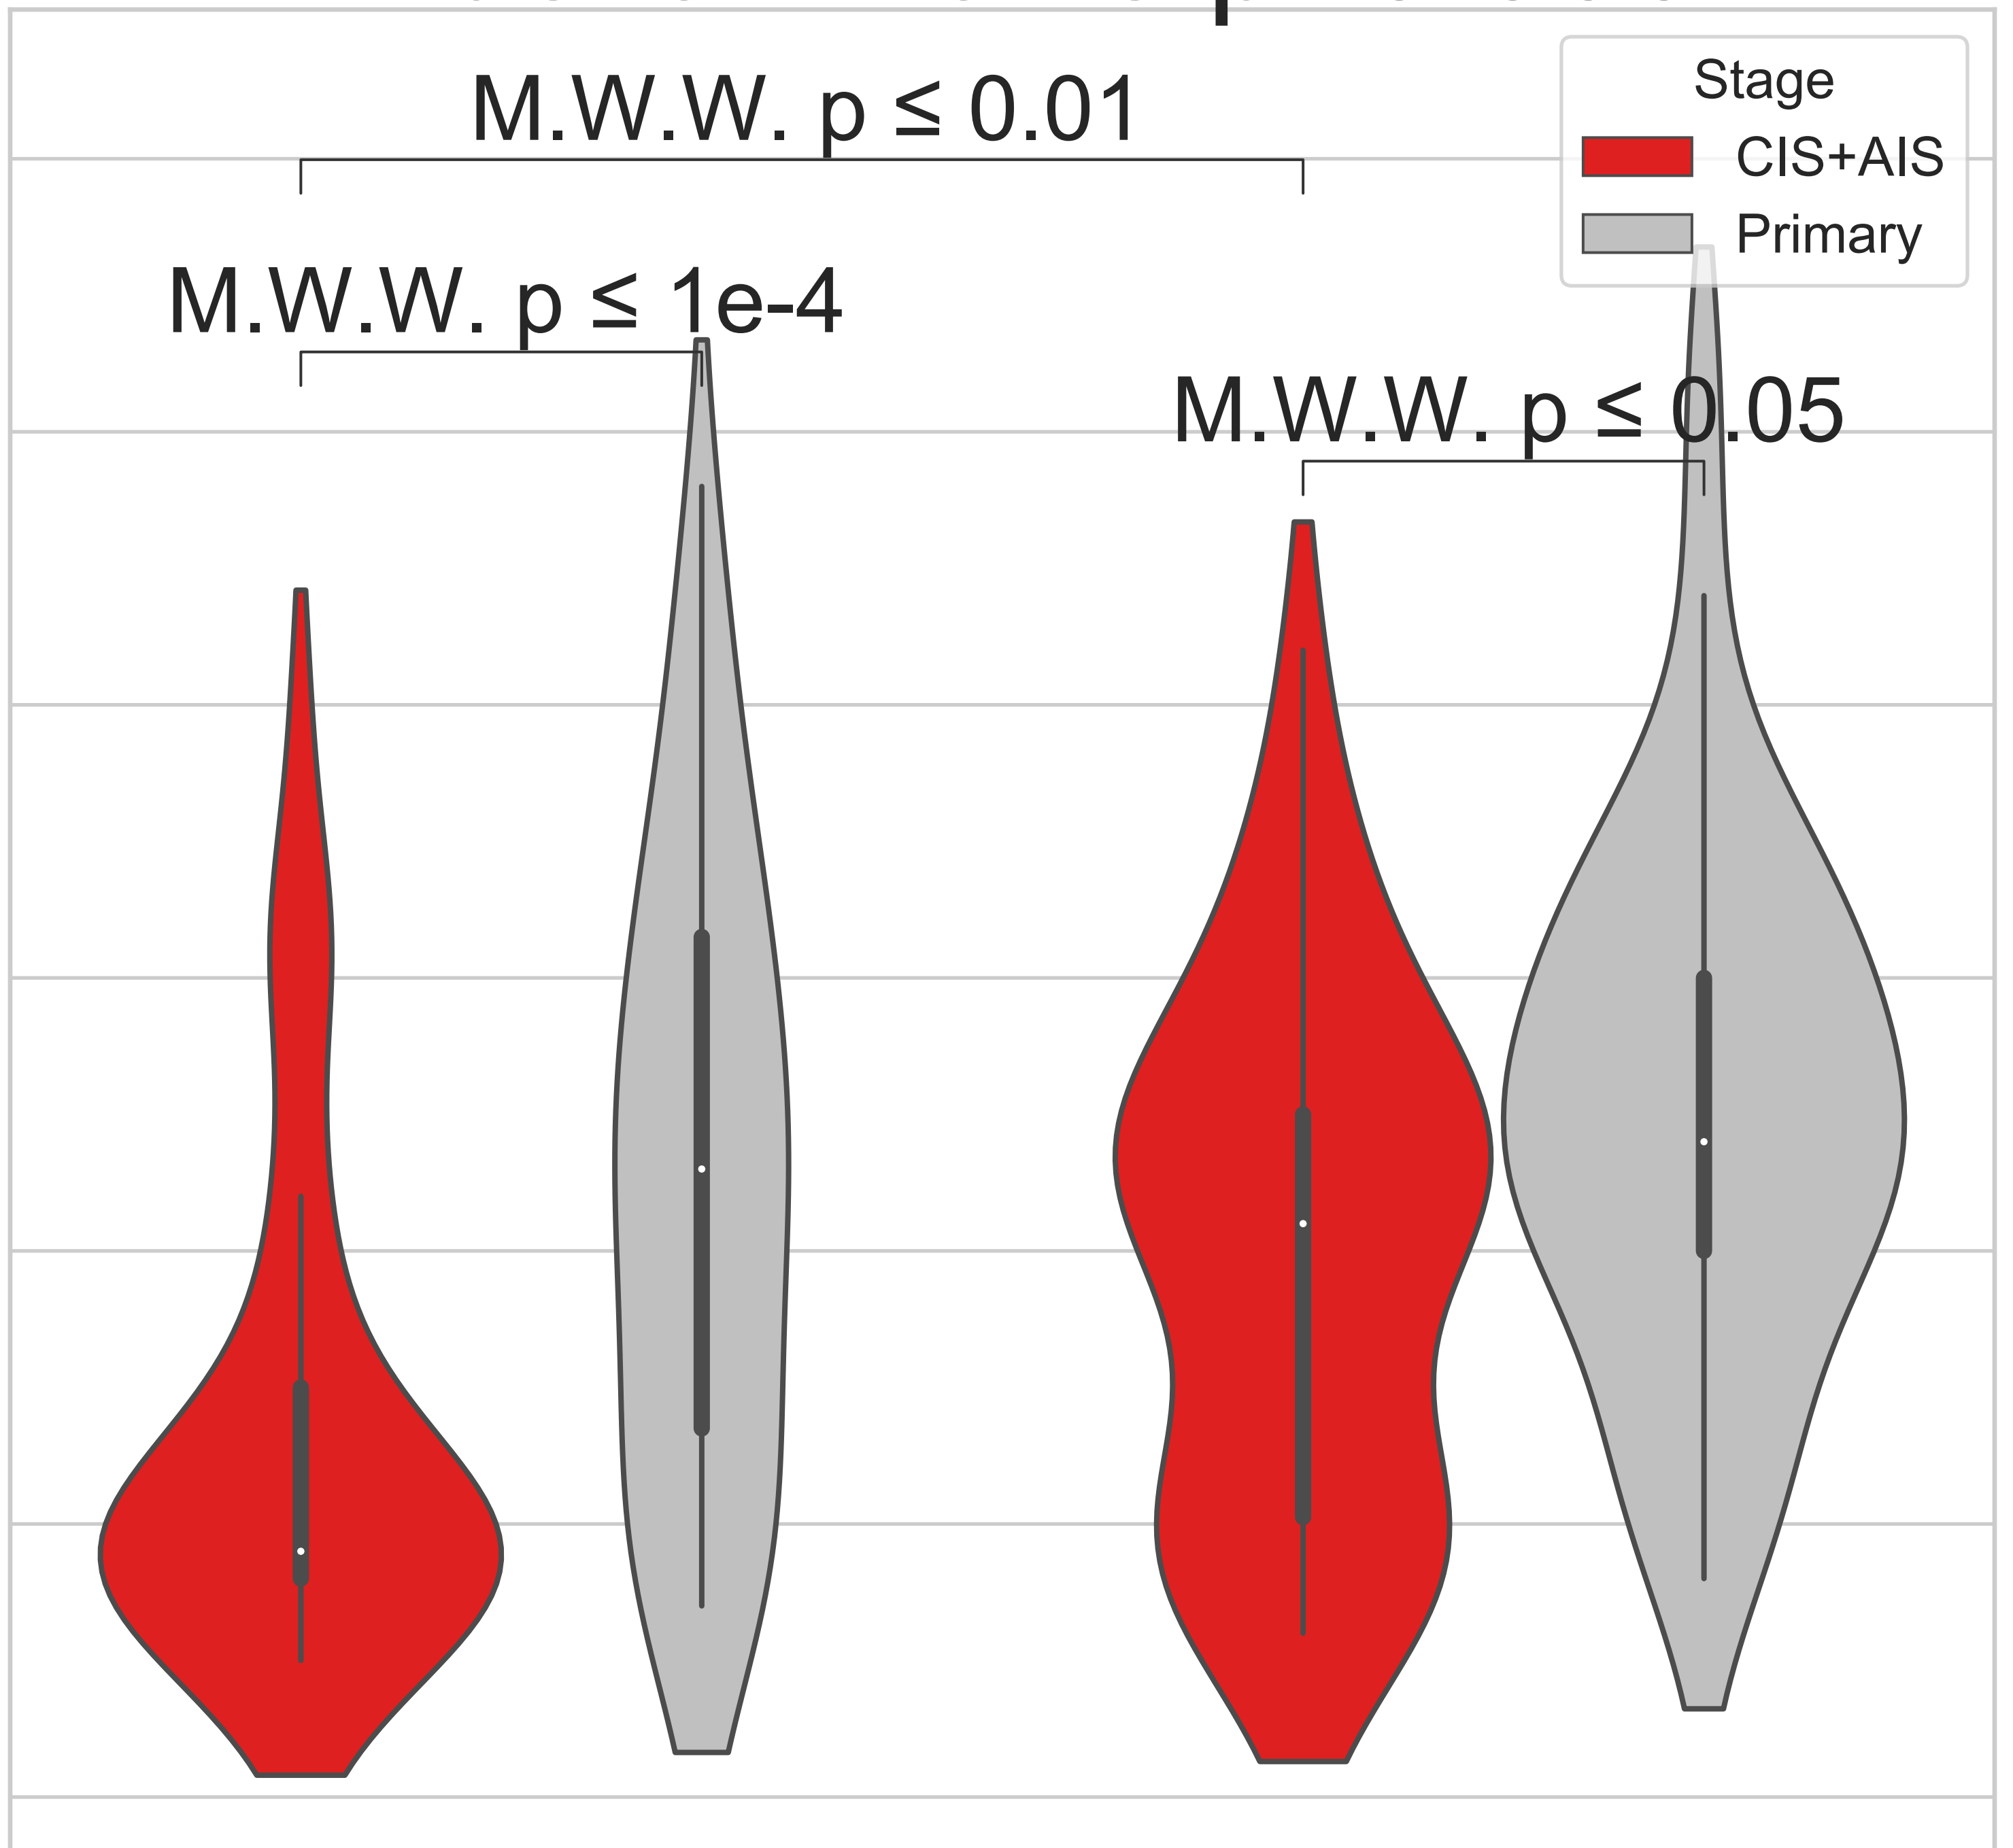 M.W.W. p ≤ 0.01
Stage
CIS+AIS
Primary
M.W.W. p ≤ 1e-4
M.W.W. p ≤ 0.05